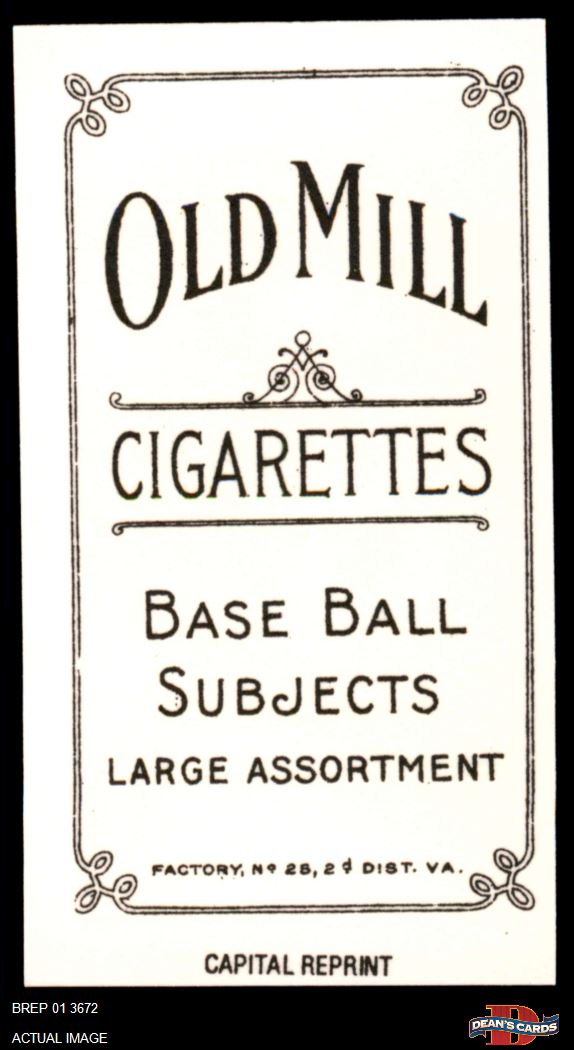 OLD MILL
CIGARETTES
BASE BALL
SUBJECTS
LARGE ASSORTMENT
FACTORY, Nº 25, 2d DIST. VA.
CAPITAL REPRINT
BREP 01 3672
ACTUAL IMAGE
D
DEAN'S CARDS